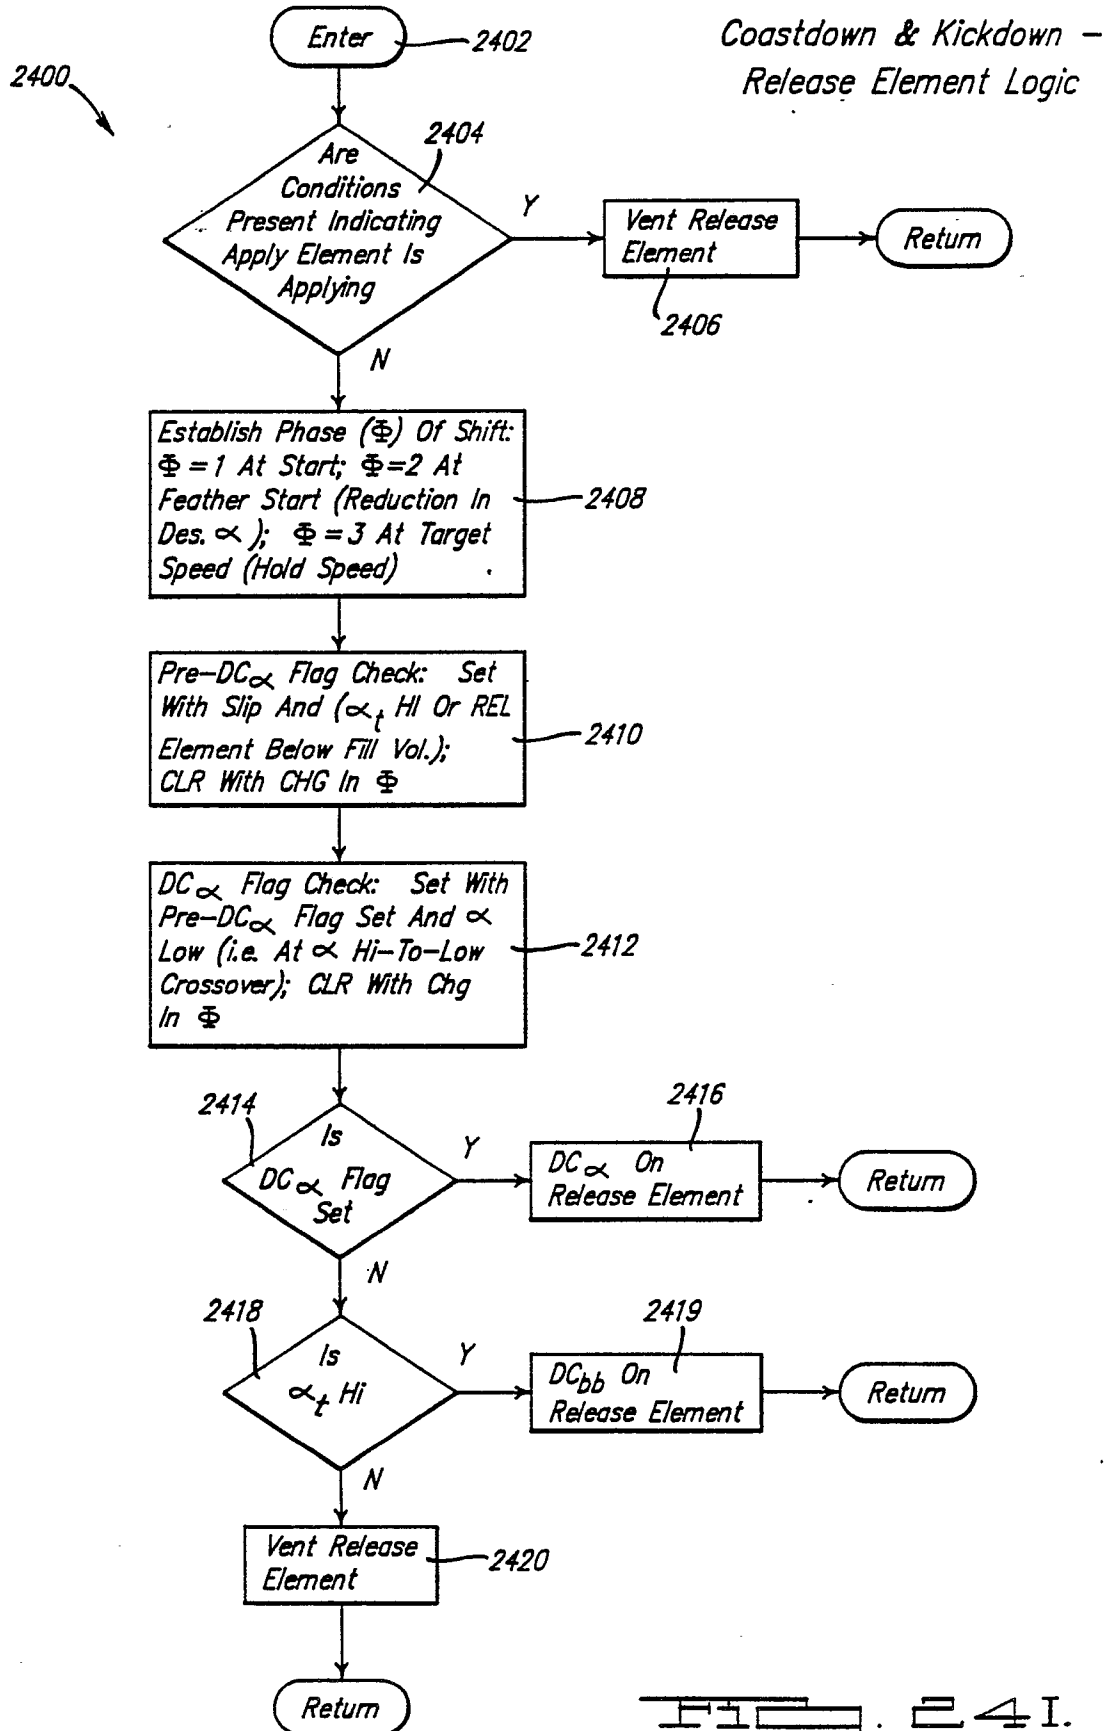 Coastdown & Kickdown –
Release Element Logic
2400
Enter
2402
Are
Conditions
Present Indicating
Apply Element Is
Applying
2404
Y
Vent Release
Element
2406
Return
N
Establish Phase (Φ) Of Shift:
Φ = 1 At Start; Φ=2 At
Feather Start (Reduction In
Des. ∝ ); Φ = 3 At Target
Speed (Hold Speed)
2408
Pre–DC∝ Flag Check: Set
With Slip And (∝t HI Or REL
Element Below Fill Vol.);
CLR With CHG In Φ
2410
DC∝ Flag Check: Set With
Pre–DC∝ Flag Set And ∝
Low (i.e. At ∝ Hi–To–Low
Crossover); CLR With Chg
In Φ
2412
2414
Is
DC∝ Flag
Set
Y
2416
DC∝ On
Release Element
Return
N
2418
Is
∝t Hi
Y
2419
DCbb On
Release Element
Return
N
Vent Release
Element
2420
Return
FIG. 24I.